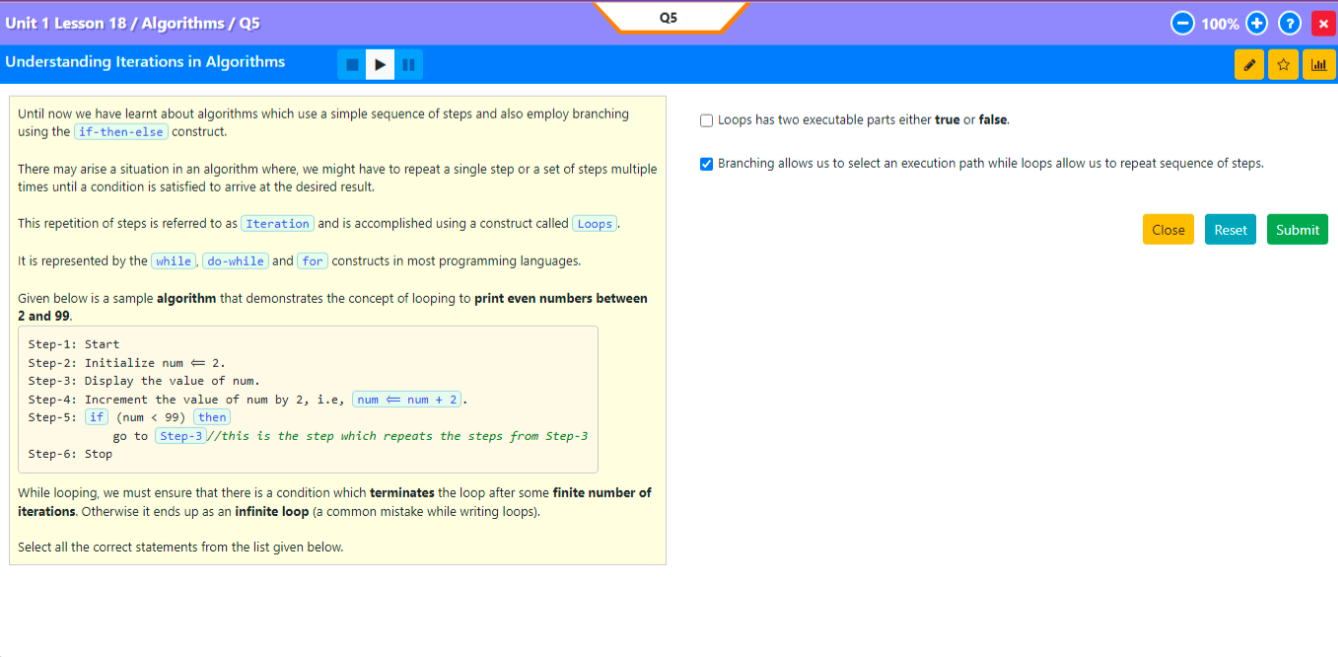 Unit 1 Lesson 18 / Algorithms / Q5
Q5
100%
Understanding Iterations in Algorithms
Until now we have learnt about algorithms which use a simple sequence of steps and also employ branching
using the if-then-else construct.
There may arise a situation in an algorithm where, we might have to repeat a single step or a set of steps multiple
times until a condition is satisfied to arrive at the desired result.
This repetition of steps is referred to as Iteration and is accomplished using a construct called Loops.
It is represented by the while, do-while and for constructs in most programming languages.
Given below is a sample algorithm that demonstrates the concept of looping to print even numbers between
2 and 99.
Step-1: Start
Step-2: Initialize num ⟸ 2.
Step-3: Display the value of num.
Step-4: Increment the value of num by 2, i.e, num ⟸ num + 2.
Step-5: if (num < 99) then
go to Step-3//this is the step which repeats the steps from Step-3
Step-6: Stop
While looping, we must ensure that there is a condition which terminates the loop after some finite number of
iterations. Otherwise it ends up as an infinite loop (a common mistake while writing loops).
Select all the correct statements from the list given below.
Loops has two executable parts either true or false.
Branching allows us to select an execution path while loops allow us to repeat sequence of steps.
Close Reset Submit